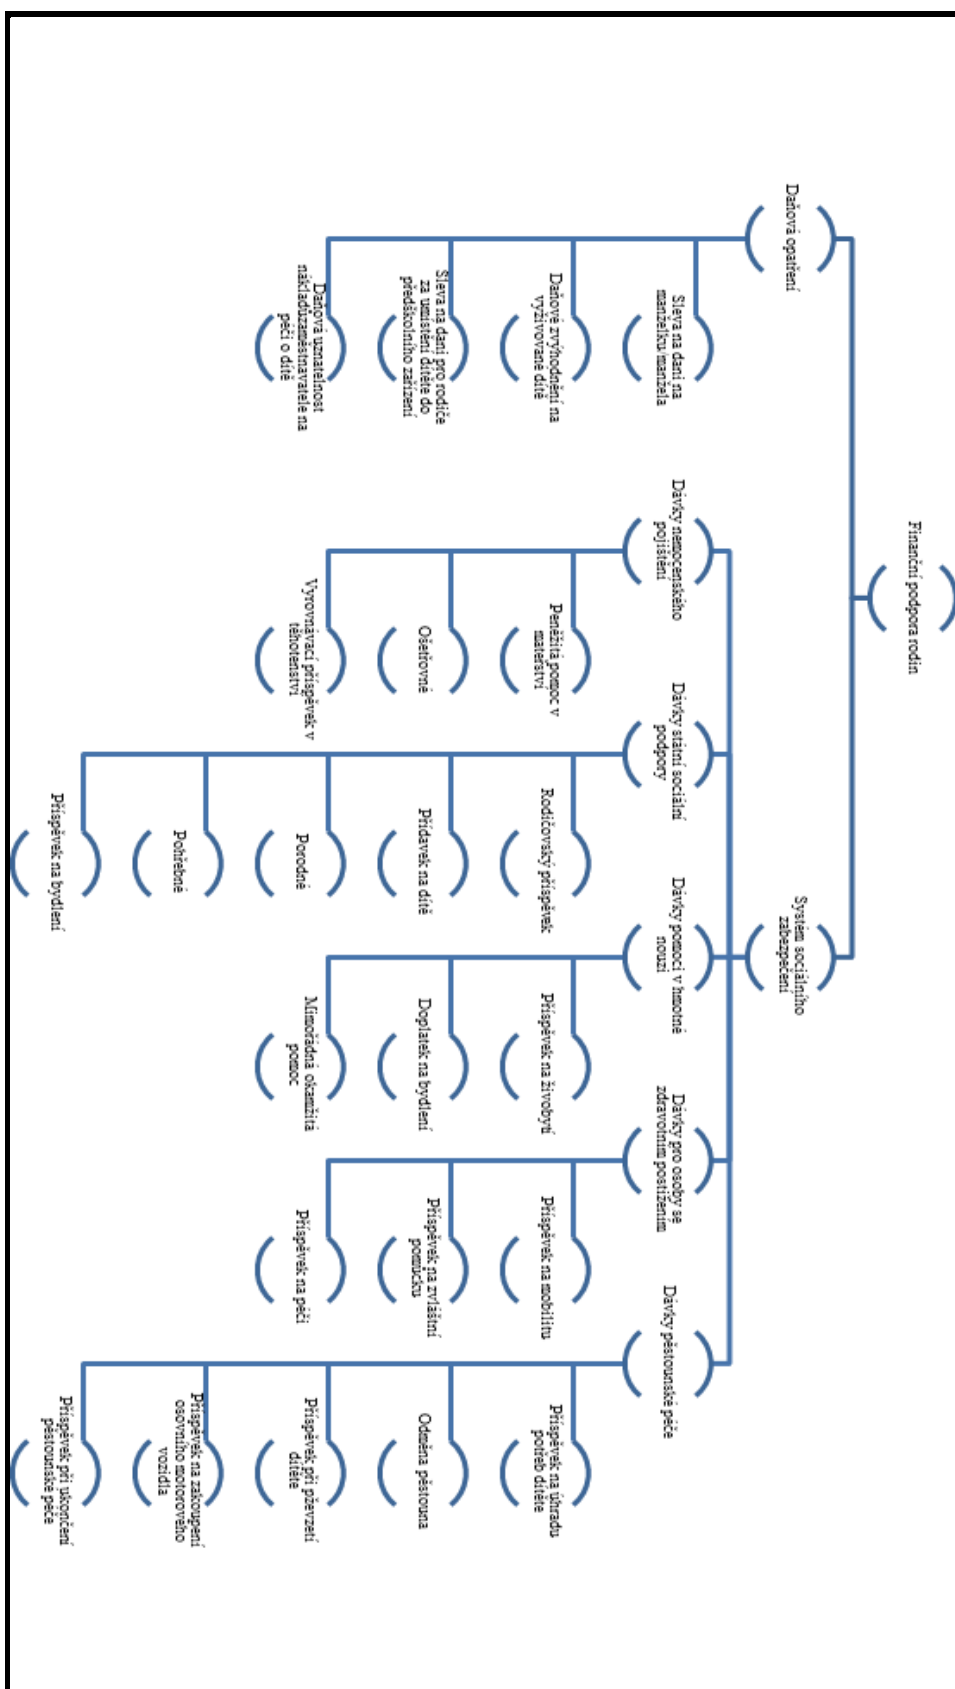 Finanční podpora rodin
Daňová opatření
Sleva na dani na
manželku/manžela
Daňové zvýhodnění na
vyživované dítě
Sleva na dani pro rodiče
za umístění dítěte do
předškolního zařízení
Daňová uznatelnost
nákladůzaměstnavatele na
péči o dítě
Systém sociálního
zabezpečení
Dávky nemocenského
pojištění
Peněžitá pomoc v
mateřství
Ošetřovné
Vyrovnávací příspěvek v
těhotenství
Dávky státní sociální
podpory
Rodičovský příspěvek
Přídavek na dítě
Porodné
Pohřebné
Příspěvek na bydlení
Dávky pomoci v hmotné
nouzi
Příspěvek na živobytí
Doplatek na bydlení
Mimořádná okamžitá
pomoc
Dávky pro osoby se
zdravotním postižením
Příspěvek na mobilitu
Příspěvek na zvláštní
pomůcku
Příspěvek na péči
Dávky pěstounské péče
Příspěvek na úhradu
potřeb dítěte
Odměna pěstouna
Příspěvek při pževzetí
dítěte
Příspěvek na zakoupení
osovního motorového
vozidla
Příspěvek při ukončení
pěstounské péče